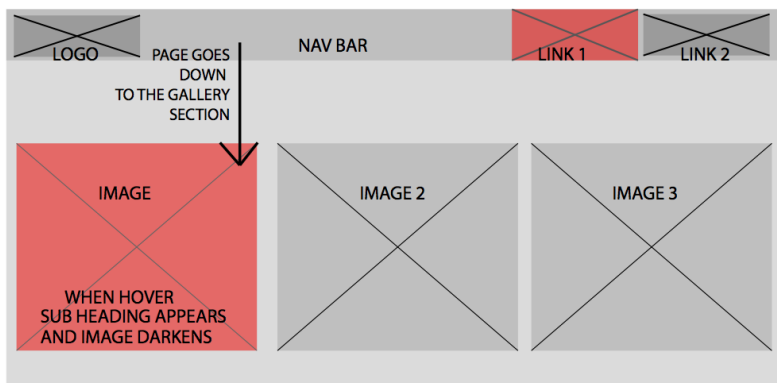 LOGO
PAGE GOES
DOWN
TO THE GALLERY
SECTION
NAV BAR
LINK 1
LINK 2
IMAGE
WHEN HOVER
SUB HEADING APPEARS
AND IMAGE DARKENS
IMAGE 2
IMAGE 3